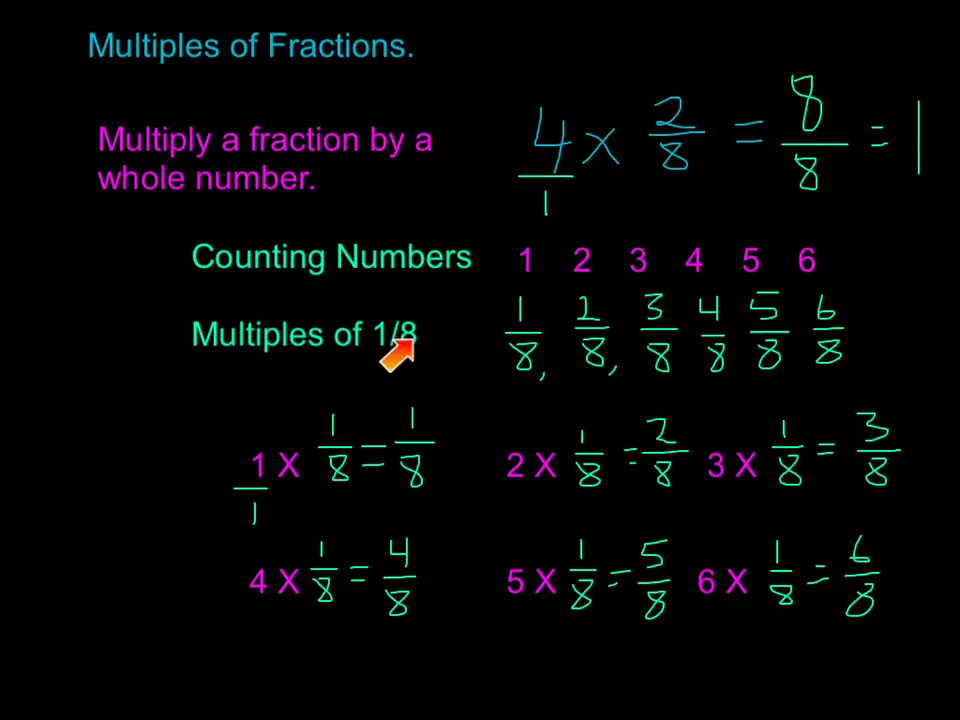 Multiples of Fractions.
4/1 x 2/8 = 8/8 = 1
Multiply a fraction by a
whole number.
Counting Numbers 1 2 3 4 5 6
Multiples of 1/8 1/8, 2/8, 3/8 4/8 5/8 6/8
1/1 X 1/8 = 1/8 2 X 1/8 = 2/8 3 X 1/8 = 3/8
4 X 1/8 = 4/8 5 X 1/8 = 5/8 6 X 1/8 = 6/8